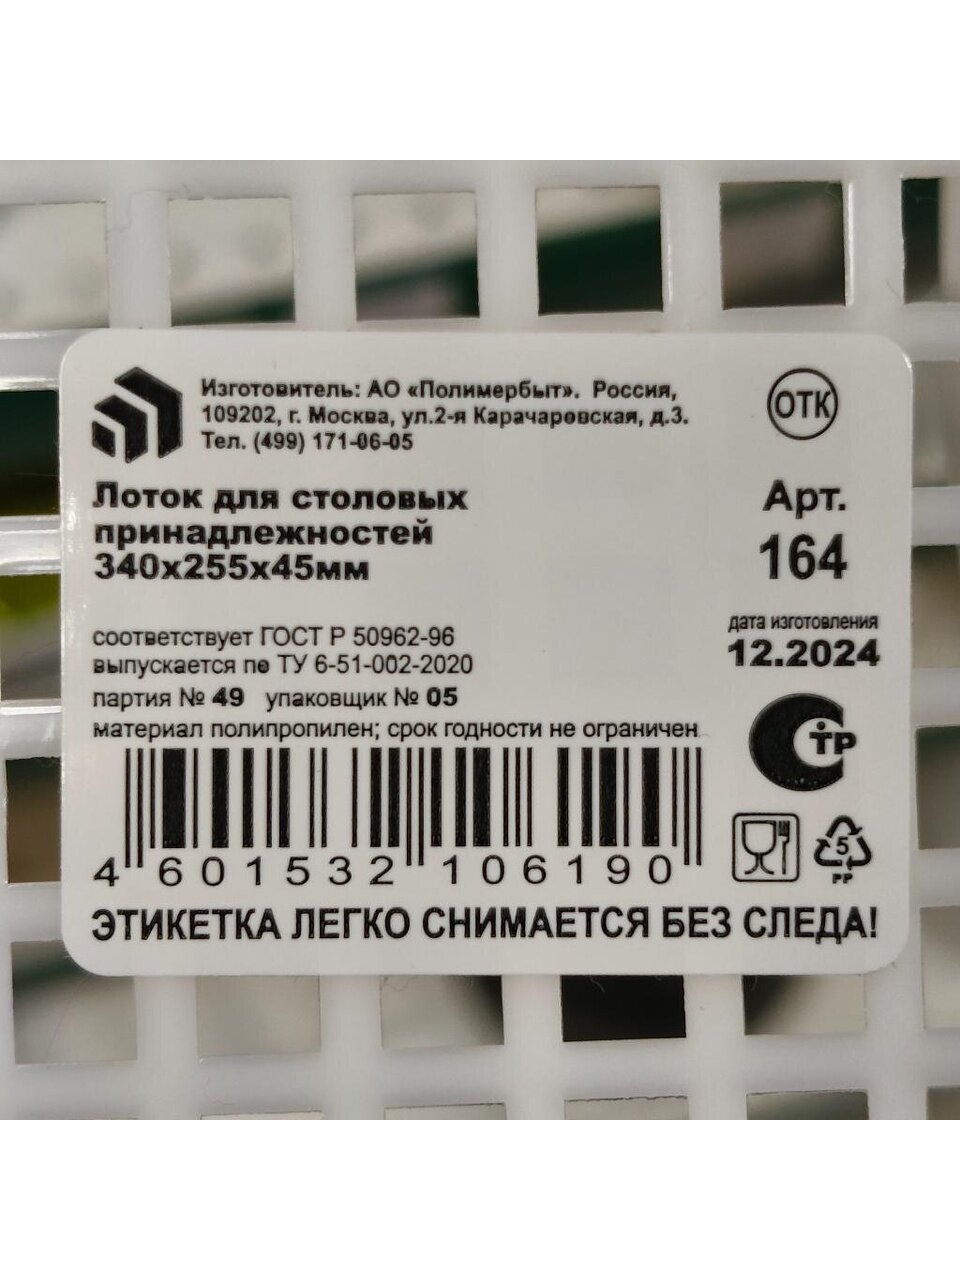 Изготовитель: АО «Полимербыт». Россия,
109202, г. Москва, ул.2-я Карачаровская, д.3.
Тел. (499) 171-06-05
ОТК
Лоток для столовых
принадлежностей
340х255х45мм
Арт.
164
соответствует ГОСТ Р 50962-96
выпускается по ТУ 6-51-002-2020
партия № 49 упаковщик № 05
материал полипропилен; срок годности не ограничен
дата изготовления
12.2024
СТР
4 601532 106190
5
PP
ЭТИКЕТКА ЛЕГКО СНИМАЕТСЯ БЕЗ СЛЕДА!